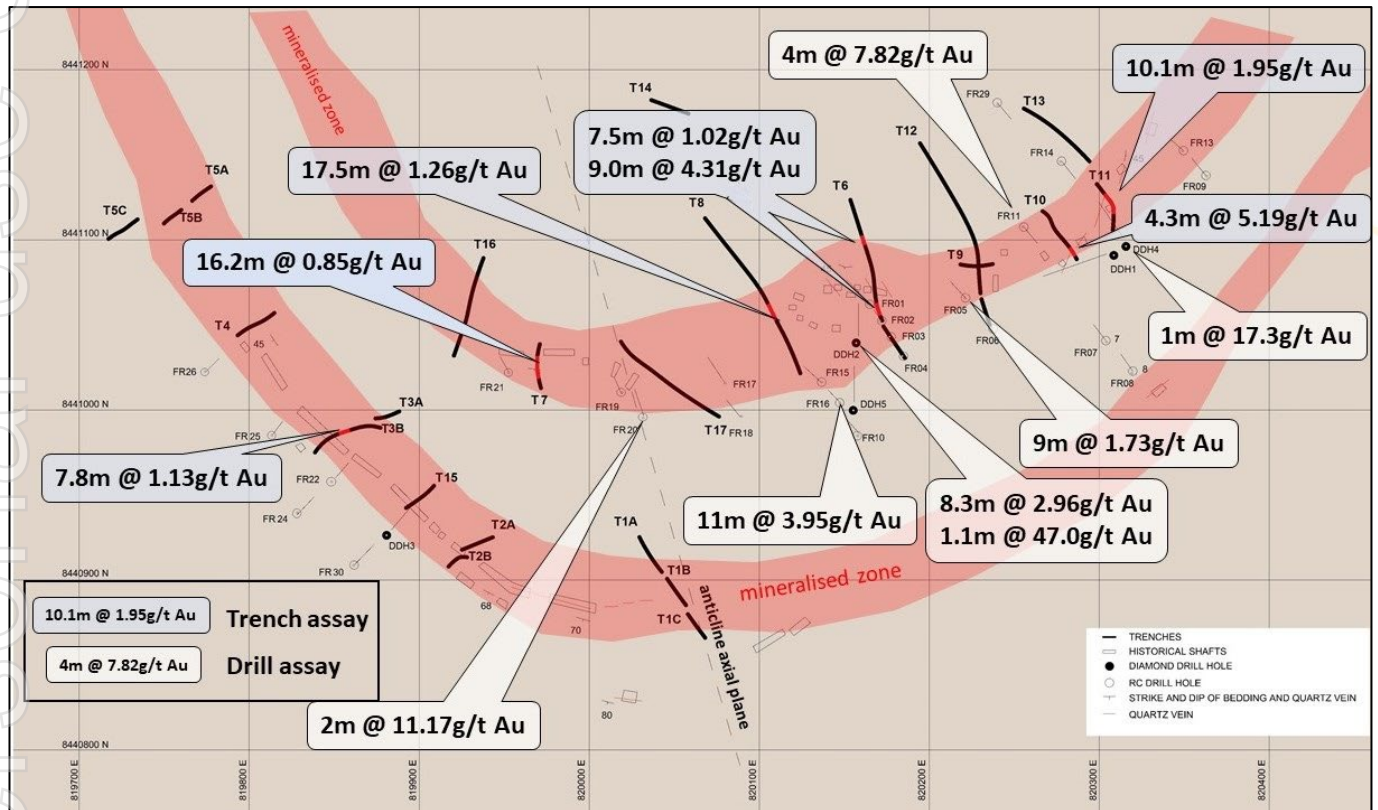 mineralised zone
8441200 N
4m @ 7.82g/t Au
10.1m @ 1.95g/t Au
T14
FR29
T13
7.5m @ 1.02g/t Au
9.0m @ 4.31g/t Au
T12
FR13
FR14
45
17.5m @ 1.26g/t Au
T5A
T11
FR09
T6
T8
T10
T5C
T5B
FR11
4.3m @ 5.19g/t Au
8441100 N
T16
DDH4
T9
DDH1
16.2m @ 0.85g/t Au
FR01
FR05
FR02
T4
1m @ 17.3g/t Au
45
FR03
FR06
FR07
7
DDH2
FR04
FR26
FR21
FR15
FR17
8
FR08
T7
FR19
T3A
FR16
DDH5
8441000 N
FR20
T17
FR18
T3B
FR25
FR10
9m @ 1.73g/t Au
7.8m @ 1.13g/t Au
FR22
T15
8.3m @ 2.96g/t Au
1.1m @ 47.0g/t Au
FR24
11m @ 3.95g/t Au
T2A
T1A
DDH3
T2B
FR30
T1B
8440900 N
mineralised zone
10.1m @ 1.95g/t Au
Trench assay
68
T1C
70
anticline axial plane
4m @ 7.82g/t Au
Drill assay
TRENCHES
HISTORICAL SHAFTS
DIAMOND DRILL HOLE
RC DRILL HOLE
STRIKE AND DIP OF BEDDING AND QUARTZ VEIN
QUARTZ VEIN
2m @ 11.17g/t Au
80
8440800 N
819700 E
819800 E
819900 E
820000 E
820100 E
820200 E
820300 E
820400 E